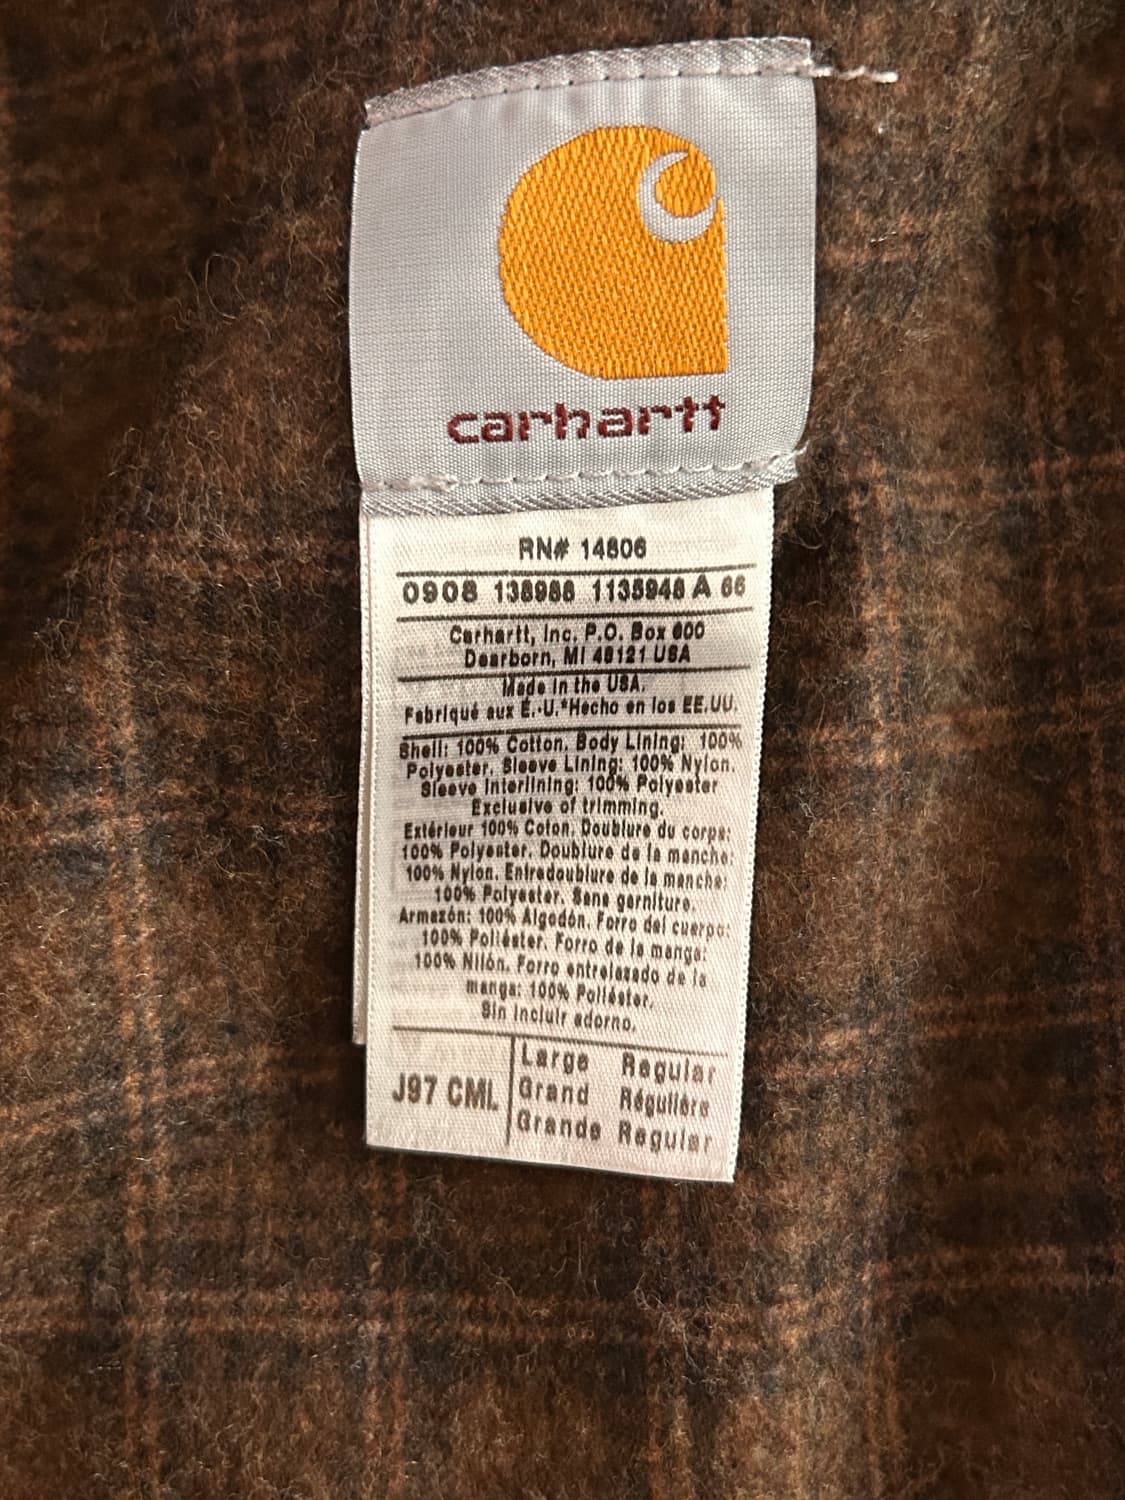 carhartt
RN# 14806
0908 138988 1135948 A 66
Carhartt, Inc. P.O. Box 600
Dearborn, MI 48121 USA
Made in the USA.
Fabriqué aux E.-U.*Hecho en los EE.UU.
Shell: 100% Cotton. Body Lining: 100%
Polyester. Sleeve Lining: 100% Nylon.
Sleeve Interlining: 100% Polyester
Exclusive of trimming.
Extérieur 100% Coton. Doublure du corps:
100% Polyester. Doublure de la manche:
100% Nylon. Entredoublure de la manche:
100% Polyester. Sans garniture.
Armazón: 100% Algodón. Forro del cuerpo:
100% Poliéster. Forro de la manga:
100% Nilón. Forro entrelazado de la
manga: 100% Poliéster.
Sin incluir adorno.
J97 CML
Large Regular
Grand Régulière
Grande Regular